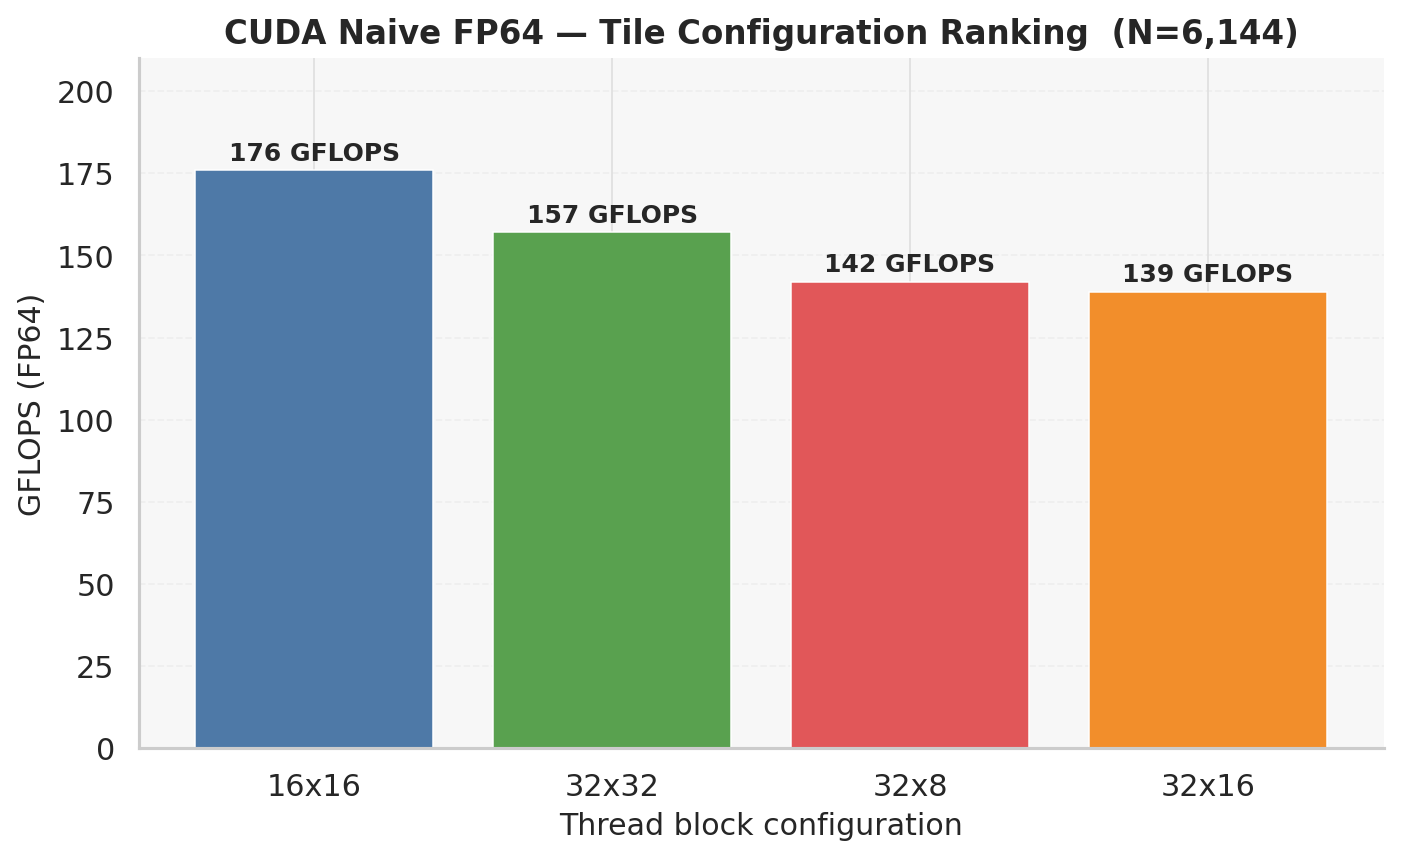 CUDA Naive FP64 — Tile Configuration Ranking  (N=6,144)
GFLOPS (FP64)
200
175
150
125
100
75
50
25
0
176 GFLOPS
157 GFLOPS
142 GFLOPS
139 GFLOPS
16x16
32x32
32x8
32x16
Thread block configuration